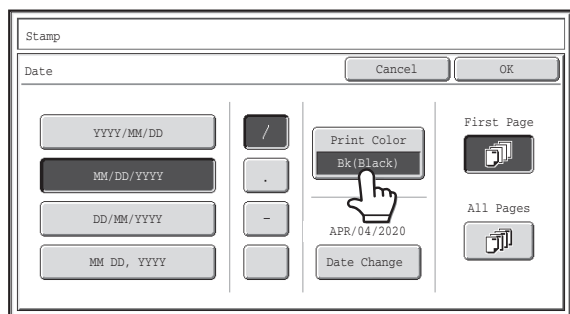 Stamp
Date
Cancel
OK
YYYY/MM/DD
MM/DD/YYYY
DD/MM/YYYY
MM DD, YYYY
/
.
-
Print Color
Bk(Black)
APR/04/2020
Date Change
First Page
All Pages